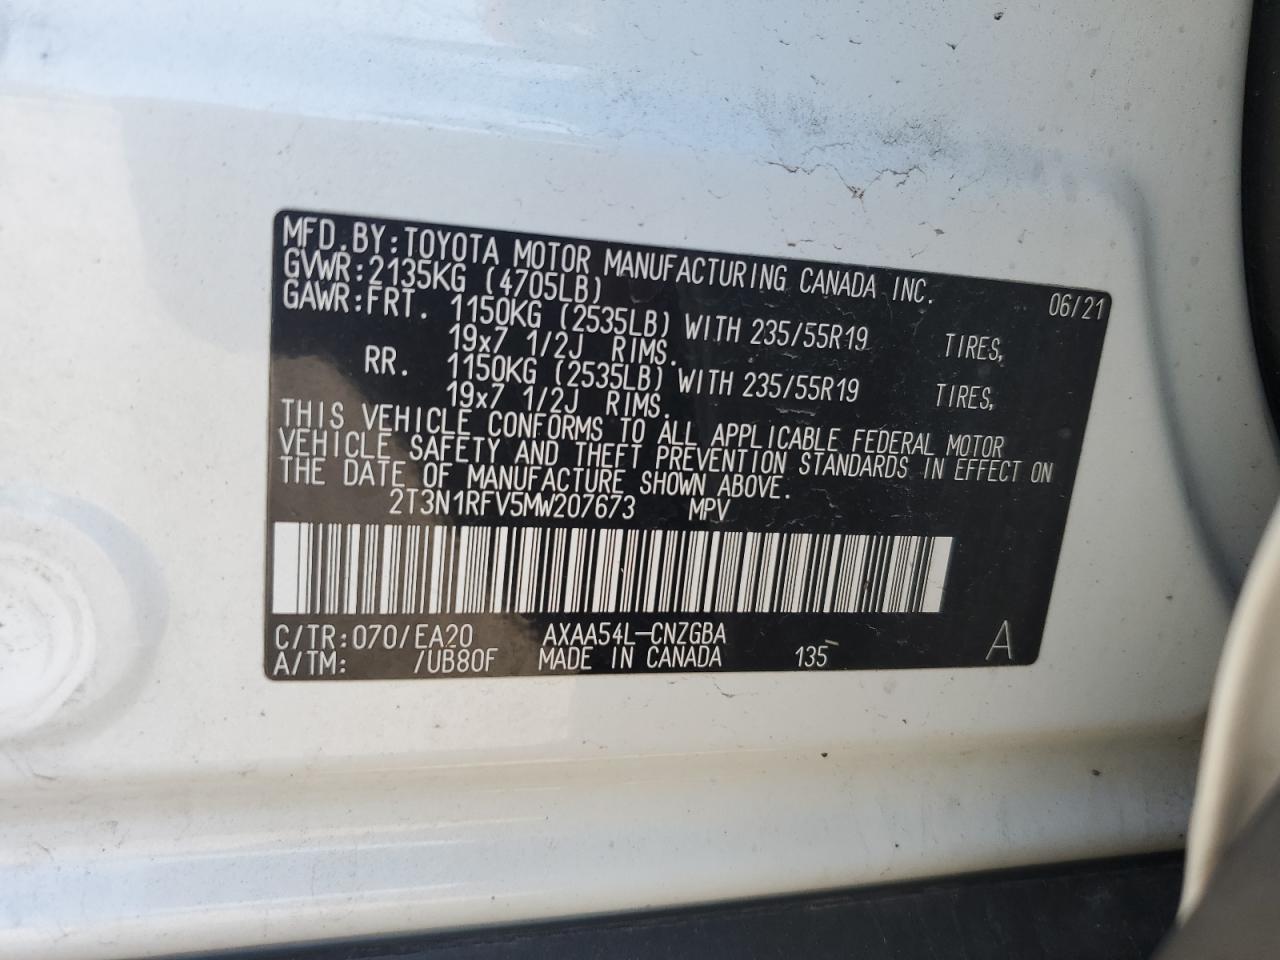 MFD.BY:TOYOTA MOTOR MANUFACTURING CANADA INC. 06/21
GVWR:2135KG (4705LB)
GAWR:FRT. 1150KG (2535LB) WITH 235/55R19 TIRES,
19x7 1/2J RIMS.
RR. 1150KG (2535LB) WITH 235/55R19 TIRES,
19x7 1/2J RIMS.
THIS VEHICLE CONFORMS TO ALL APPLICABLE FEDERAL MOTOR
VEHICLE SAFETY AND THEFT PREVENTION STANDARDS IN EFFECT ON
THE DATE OF MANUFACTURE SHOWN ABOVE.
2T3N1RFV5MW207673 MPV
C/TR:070/EA20 AXAA54L-CNZGBA
A/TM: /UB80F MADE IN CANADA 135 A